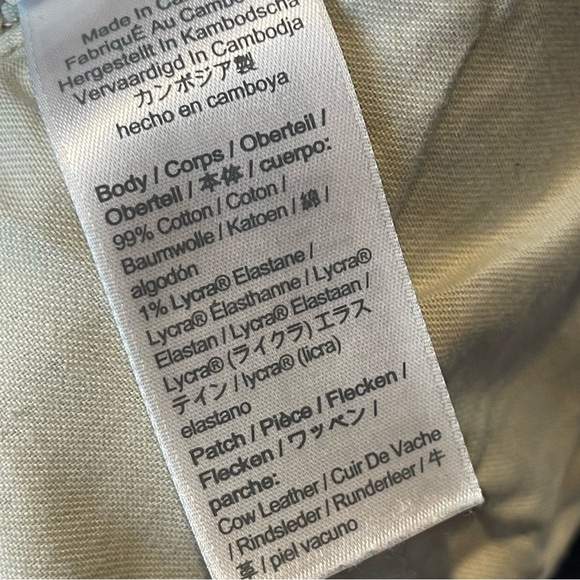 Made In
FabriquÉ Au
Hergestellt In Kambodscha
Vervaardigd In Cambodja
カンボジア製
hecho en camboya
Body / Corps / Oberteil /
Oberteil / 本体 / cuerpo:
99% Cotton / Coton /
Baumwolle / Katoen / 綿 /
algodón
1% Lycra® Elastane /
Lycra® Élasthanne / Lycra®
Elastan / Lycra® Elastaan /
Lycra® (ライクラ) エラス
テイン / lycra® (licra)
elastano
Patch / Pièce / Flecken /
Flecken / ワッペン /
parche:
Cow Leather / Cuir De Vache
/ Rindsleder / Runderleer / 牛
革 / piel vacuno